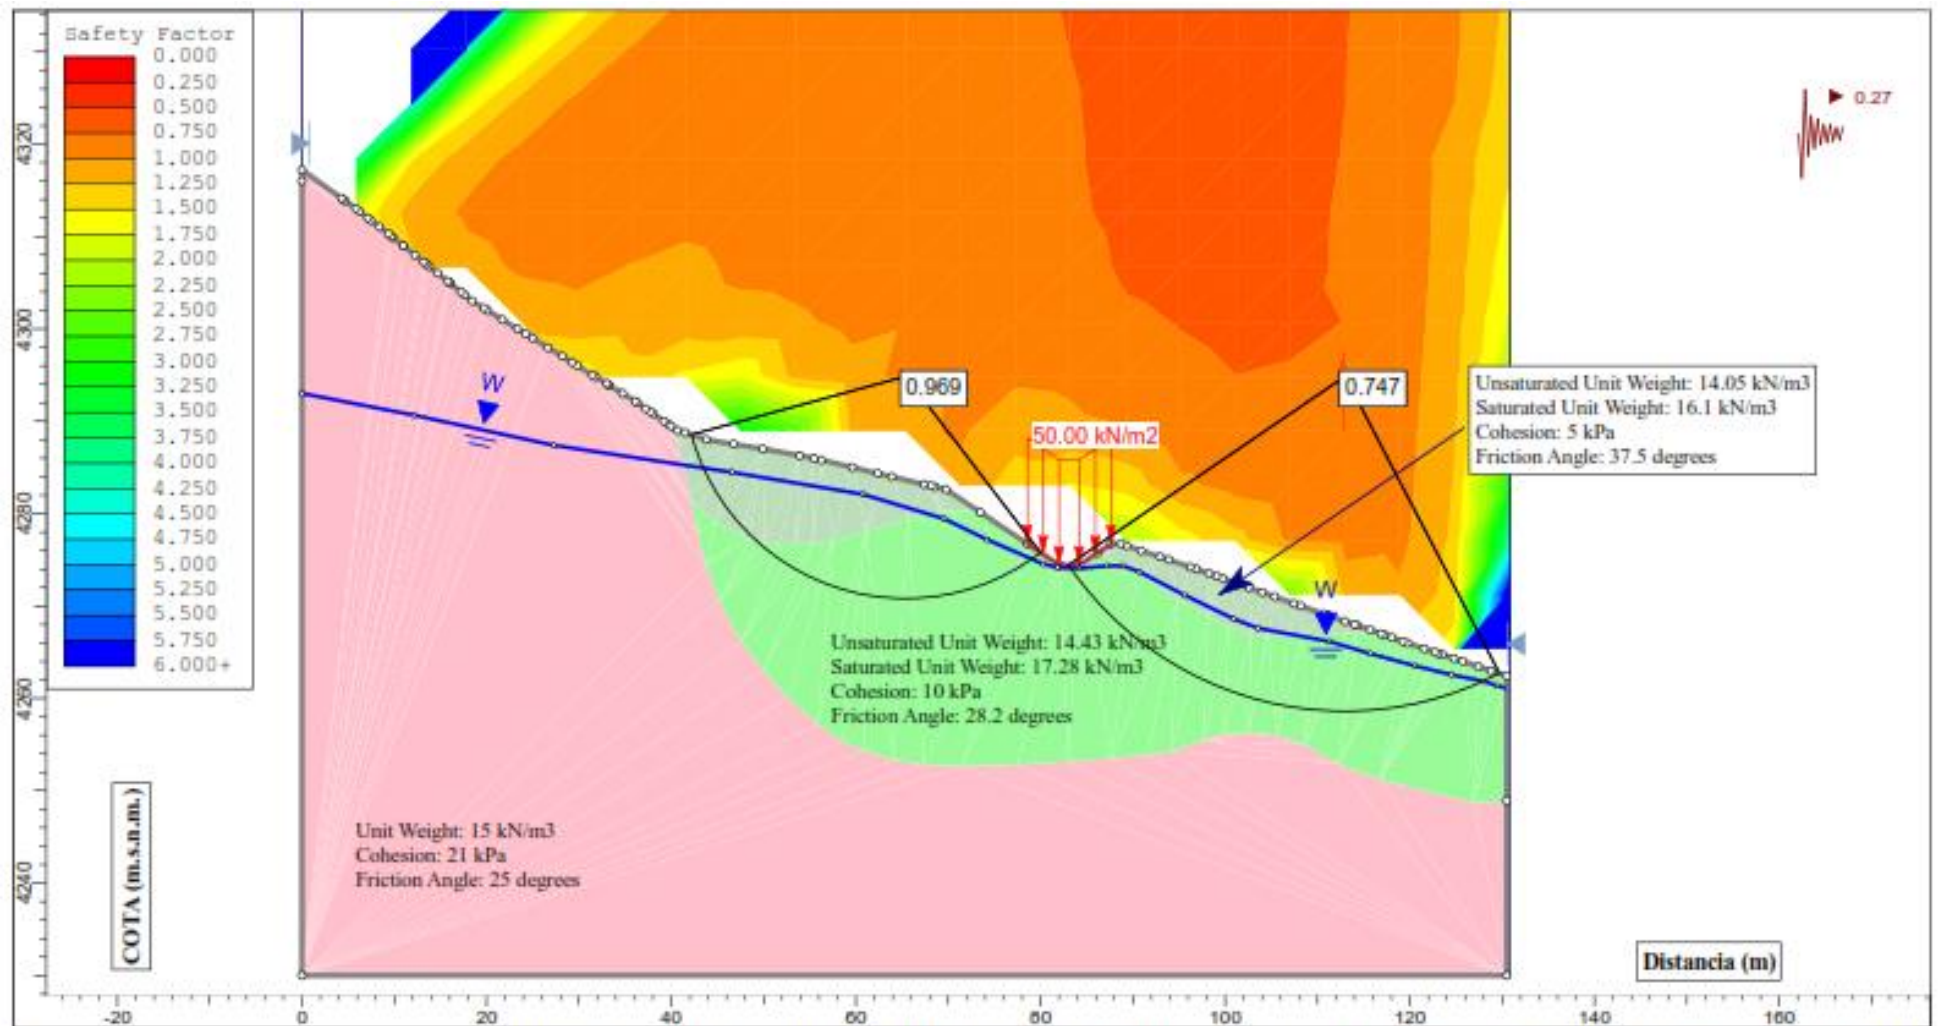 Safety Factor
0.000
0.250
0.500
0.750
1.000
1.250
1.500
1.750
2.000
2.250
2.500
2.750
3.000
3.250
3.500
3.750
4.000
4.250
4.500
4.750
5.000
5.250
5.500
5.750
6.000+
0.27
W
0.969
0.747
50.00 kN/m2
Unsaturated Unit Weight: 14.05 kN/m3
Saturated Unit Weight: 16.1 kN/m3
Cohesion: 5 kPa
Friction Angle: 37.5 degrees
W
Unsaturated Unit Weight: 14.43 kN/m3
Saturated Unit Weight: 17.28 kN/m3
Cohesion: 10 kPa
Friction Angle: 28.2 degrees
Unit Weight: 15 kN/m3
Cohesion: 21 kPa
Friction Angle: 25 degrees
COTA (m.s.n.m.)
Distancia (m)
4320
4300
4280
4260
4240
-20
0
20
40
60
80
100
120
140
160